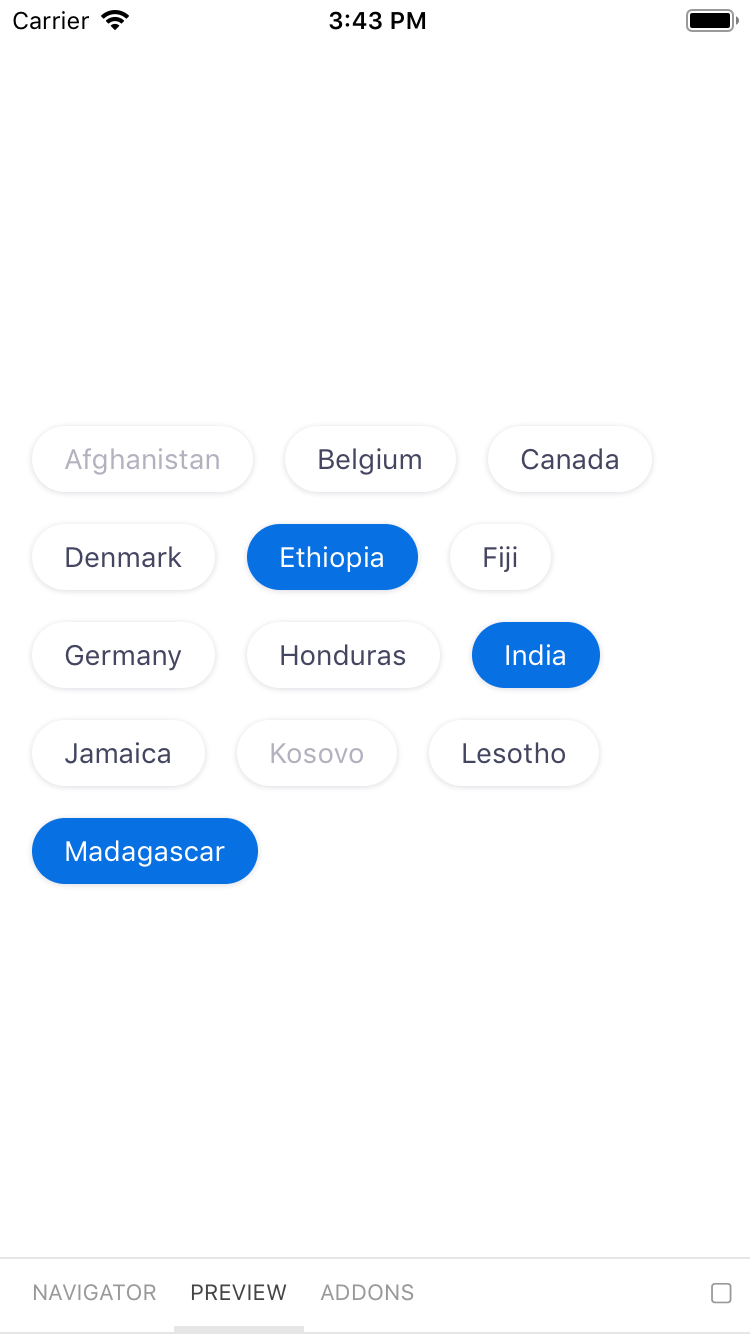 Carrier 3:43 PM
Afghanistan Belgium Canada
Denmark Ethiopia Fiji
Germany Honduras India
Jamaica Kosovo Lesotho
Madagascar
NAVIGATOR PREVIEW ADDONS